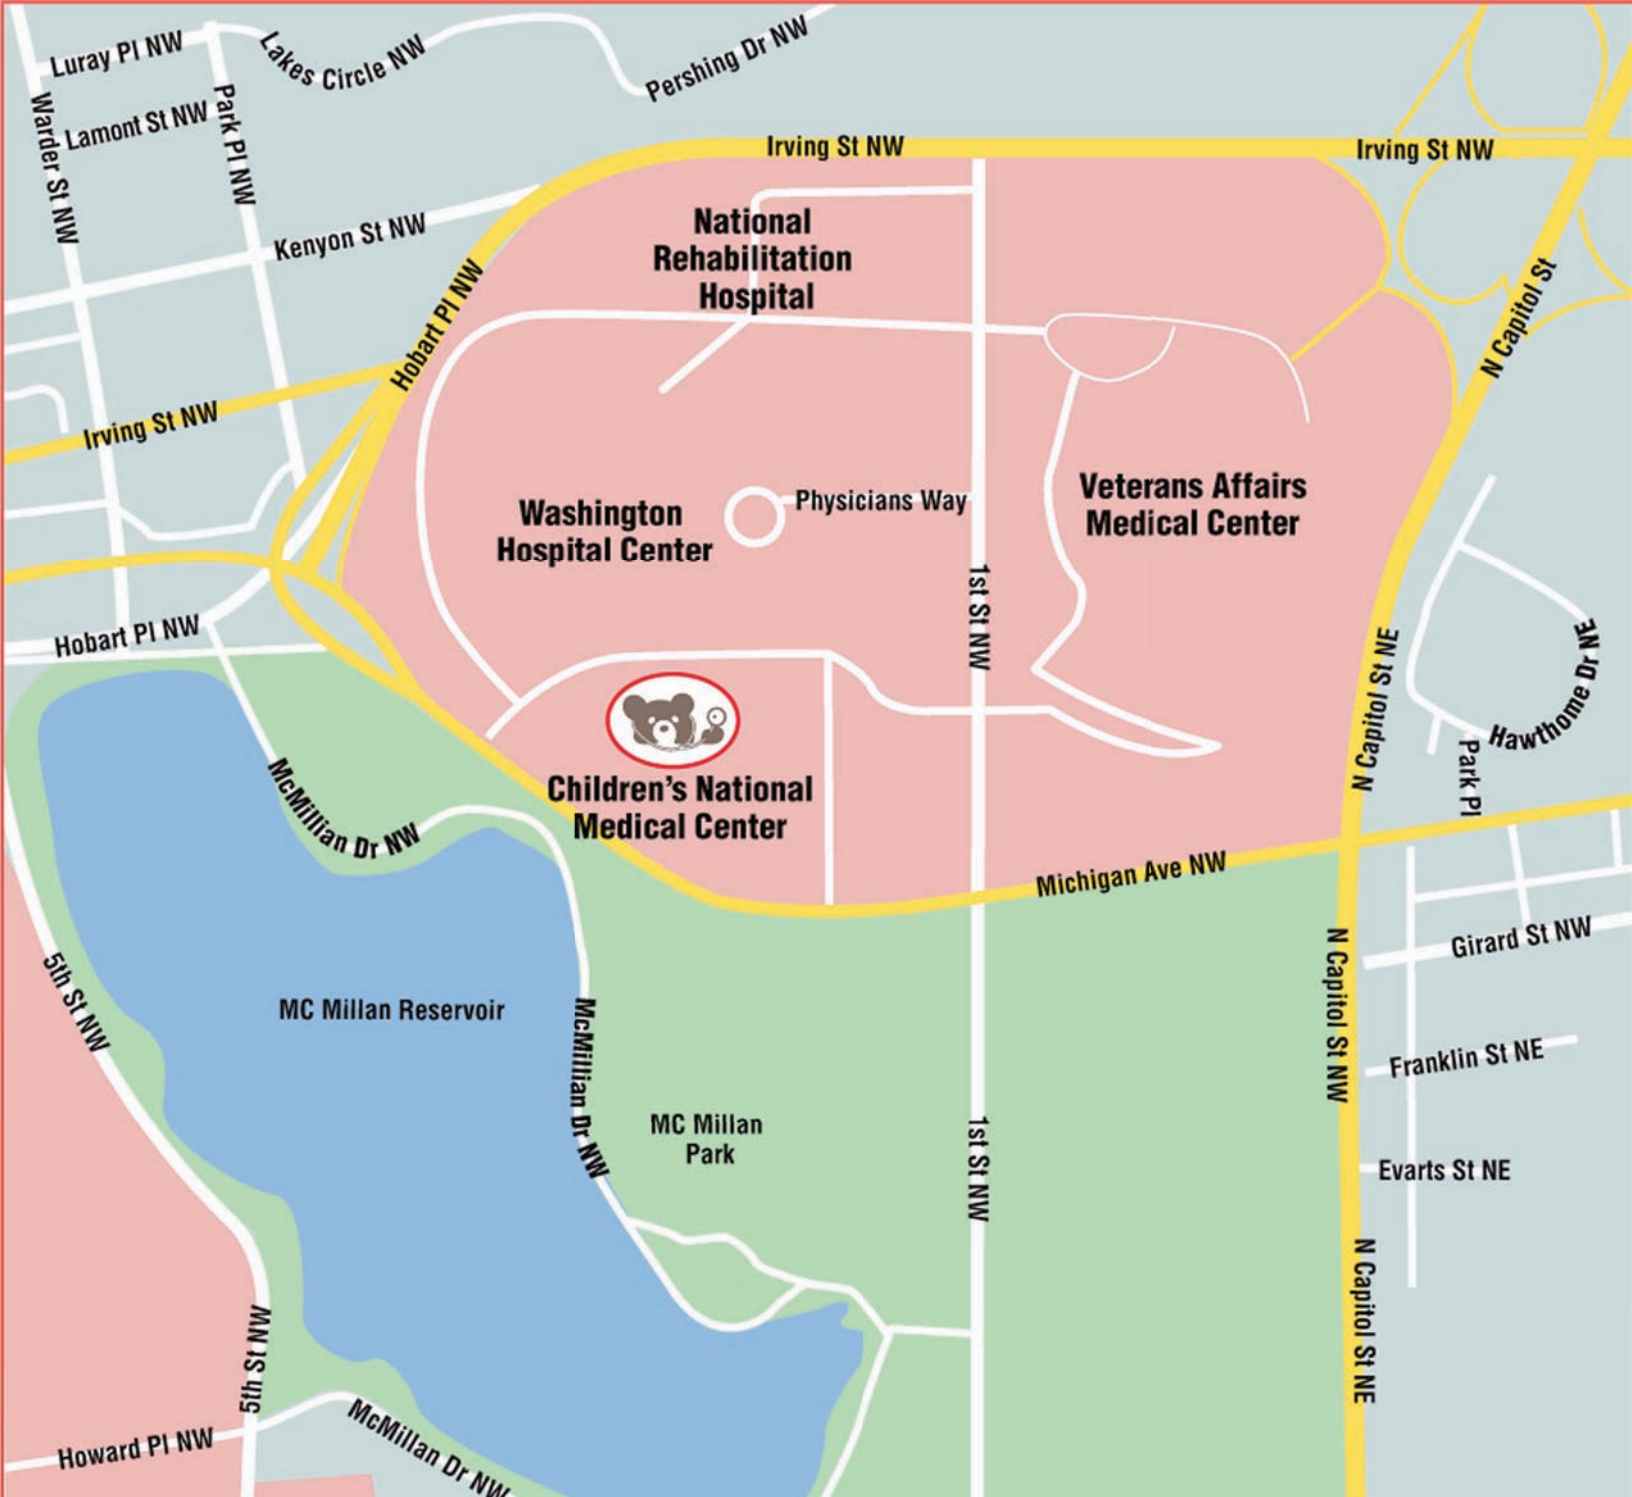 Luray Pl NW
Lakes Circle NW
Pershing Dr NW
Warder St NW
Lamont St NW
Park Pl NW
Irving St NW
Irving St NW
Kenyon St NW
National
Rehabilitation
Hospital
Hobart Pl NW
N Capitol St
Irving St NW
Washington
Hospital Center
Physicians Way
Veterans Affairs
Medical Center
1st St NW
Hobart Pl NW
N Capitol St NE
Hawthome Dr NE
Park Pl
McMillian Dr NW
Children's National
Medical Center
Michigan Ave NW
5th St NW
MC Millan Reservoir
McMillian Dr NW
N Capitol St NW
Girard St NW
Franklin St NE
MC Millan
Park
1st St NW
Evarts St NE
N Capitol St NE
5th St NW
Howard Pl NW
McMillan Dr NW